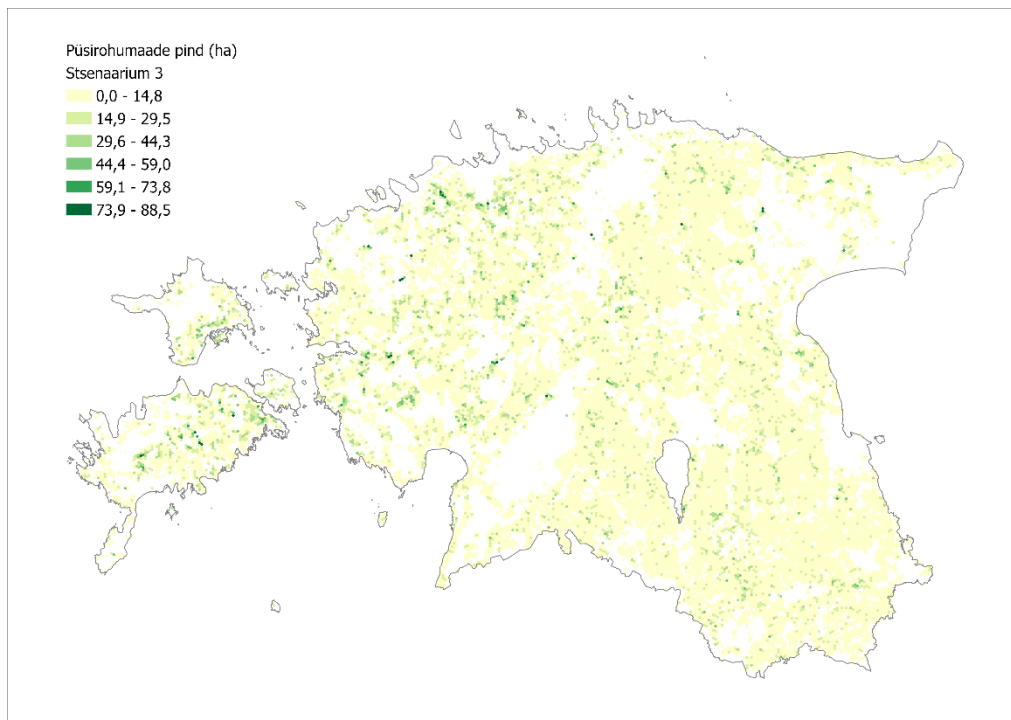 Püsirohumaade pind (ha)
Stsenaarium 3
0,0 - 14,8
14,9 - 29,5
29,6 - 44,3
44,4 - 59,0
59,1 - 73,8
73,9 - 88,5